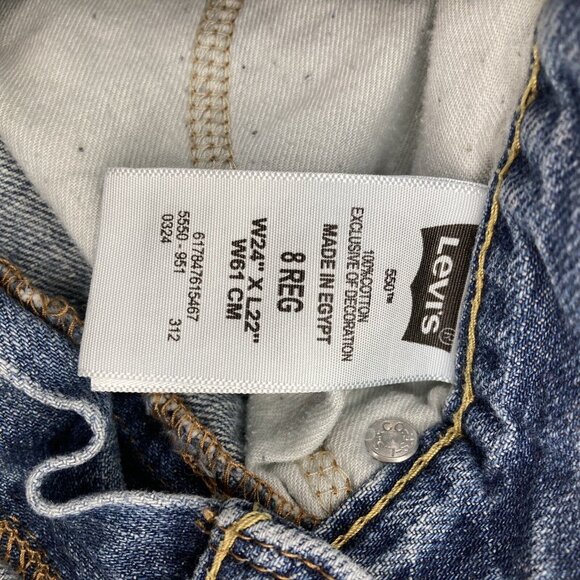 Levi's ®
550™
100%COTTON
EXCLUSIVE OF DECORATION
MADE IN EGYPT
8 REG
W24" X L22"
W61 CM
617847615467 312
5550-951
0324